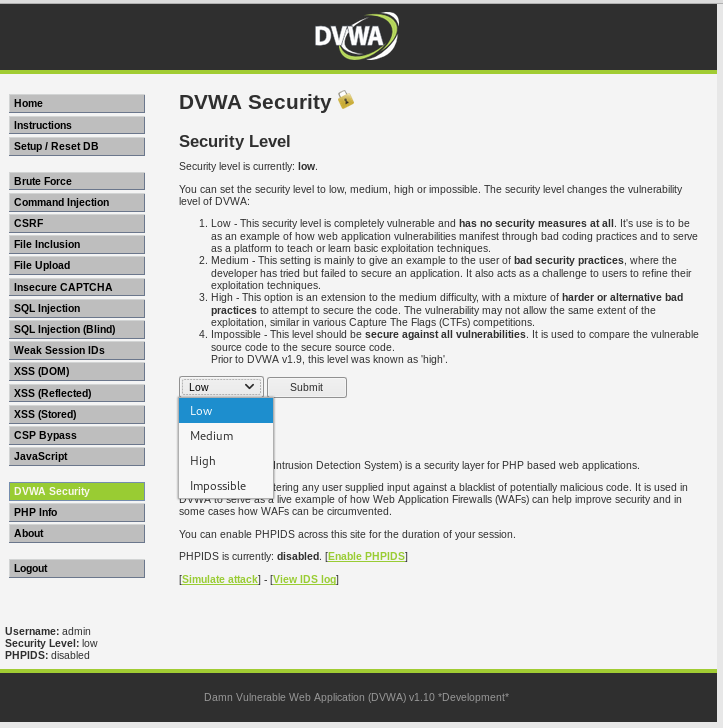 DVWA
Home
Instructions
Setup / Reset DB
Brute Force
Command Injection
CSRF
File Inclusion
File Upload
Insecure CAPTCHA
SQL Injection
SQL Injection (Blind)
Weak Session IDs
XSS (DOM)
XSS (Reflected)
XSS (Stored)
CSP Bypass
JavaScript
DVWA Security
PHP Info
About
Logout
DVWA Security
Security Level
Security level is currently: low.
You can set the security level to low, medium, high or impossible. The security level changes the vulnerability
level of DVWA:
1. Low - This security level is completely vulnerable and has no security measures at all. It's use is to be
as an example of how web application vulnerabilities manifest through bad coding practices and to serve
as a platform to teach or learn basic exploitation techniques.
2. Medium - This setting is mainly to give an example to the user of bad security practices, where the
developer has tried but failed to secure an application. It also acts as a challenge to users to refine their
exploitation techniques.
3. High - This option is an extension to the medium difficulty, with a mixture of harder or alternative bad
practices to attempt to secure the code. The vulnerability may not allow the same extent of the
exploitation, similar in various Capture The Flags (CTFs) competitions.
4. Impossible - This level should be secure against all vulnerabilities. It is used to compare the vulnerable
source code to the secure source code.
Prior to DVWA v1.9, this level was known as 'high'.
Low
Submit
Low
Medium
High
Impossible
Intrusion Detection System) is a security layer for PHP based web applications.
tering any user supplied input against a blacklist of potentially malicious code. It is used in
DVWA to serve as a live example of how Web Application Firewalls (WAFs) can help improve security and in
some cases how WAFs can be circumvented.
You can enable PHPIDS across this site for the duration of your session.
PHPIDS is currently: disabled. [Enable PHPIDS]
[Simulate attack] - [View IDS log]
Username: admin
Security Level: low
PHPIDS: disabled
Damn Vulnerable Web Application (DVWA) v1.10 *Development*